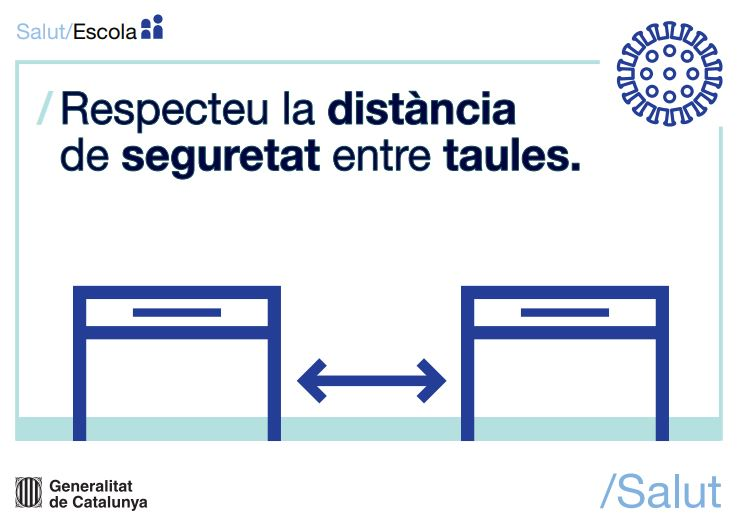 Salut/Escola
/ Respecteu la distància
de seguretat entre taules.
Generalitat
de Catalunya
/Salut